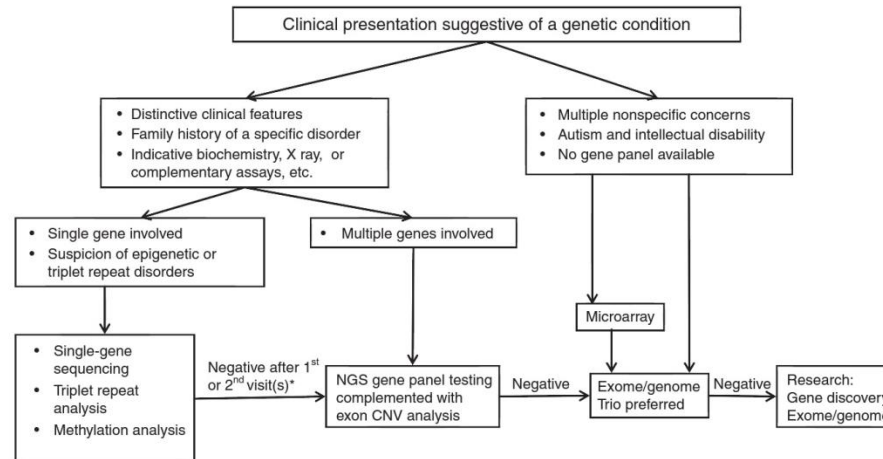 Clinical presentation suggestive of a genetic condition
• Distinctive clinical features
• Family history of a specific disorder
• Indicative biochemistry, X ray, or
complementary assays, etc.
• Multiple nonspecific concerns
• Autism and intellectual disability
• No gene panel available
• Single gene involved
• Suspicion of epigenetic or
triplet repeat disorders
• Multiple genes involved
Microarray
• Single-gene
sequencing
• Triplet repeat
analysis
• Methylation analysis
Negative after 1st
or 2nd visit(s)*
NGS gene panel testing
complemented with
exon CNV analysis
Negative
Exome/genome
Trio preferred
Negative
Research:
Gene discovery
Exome/genome